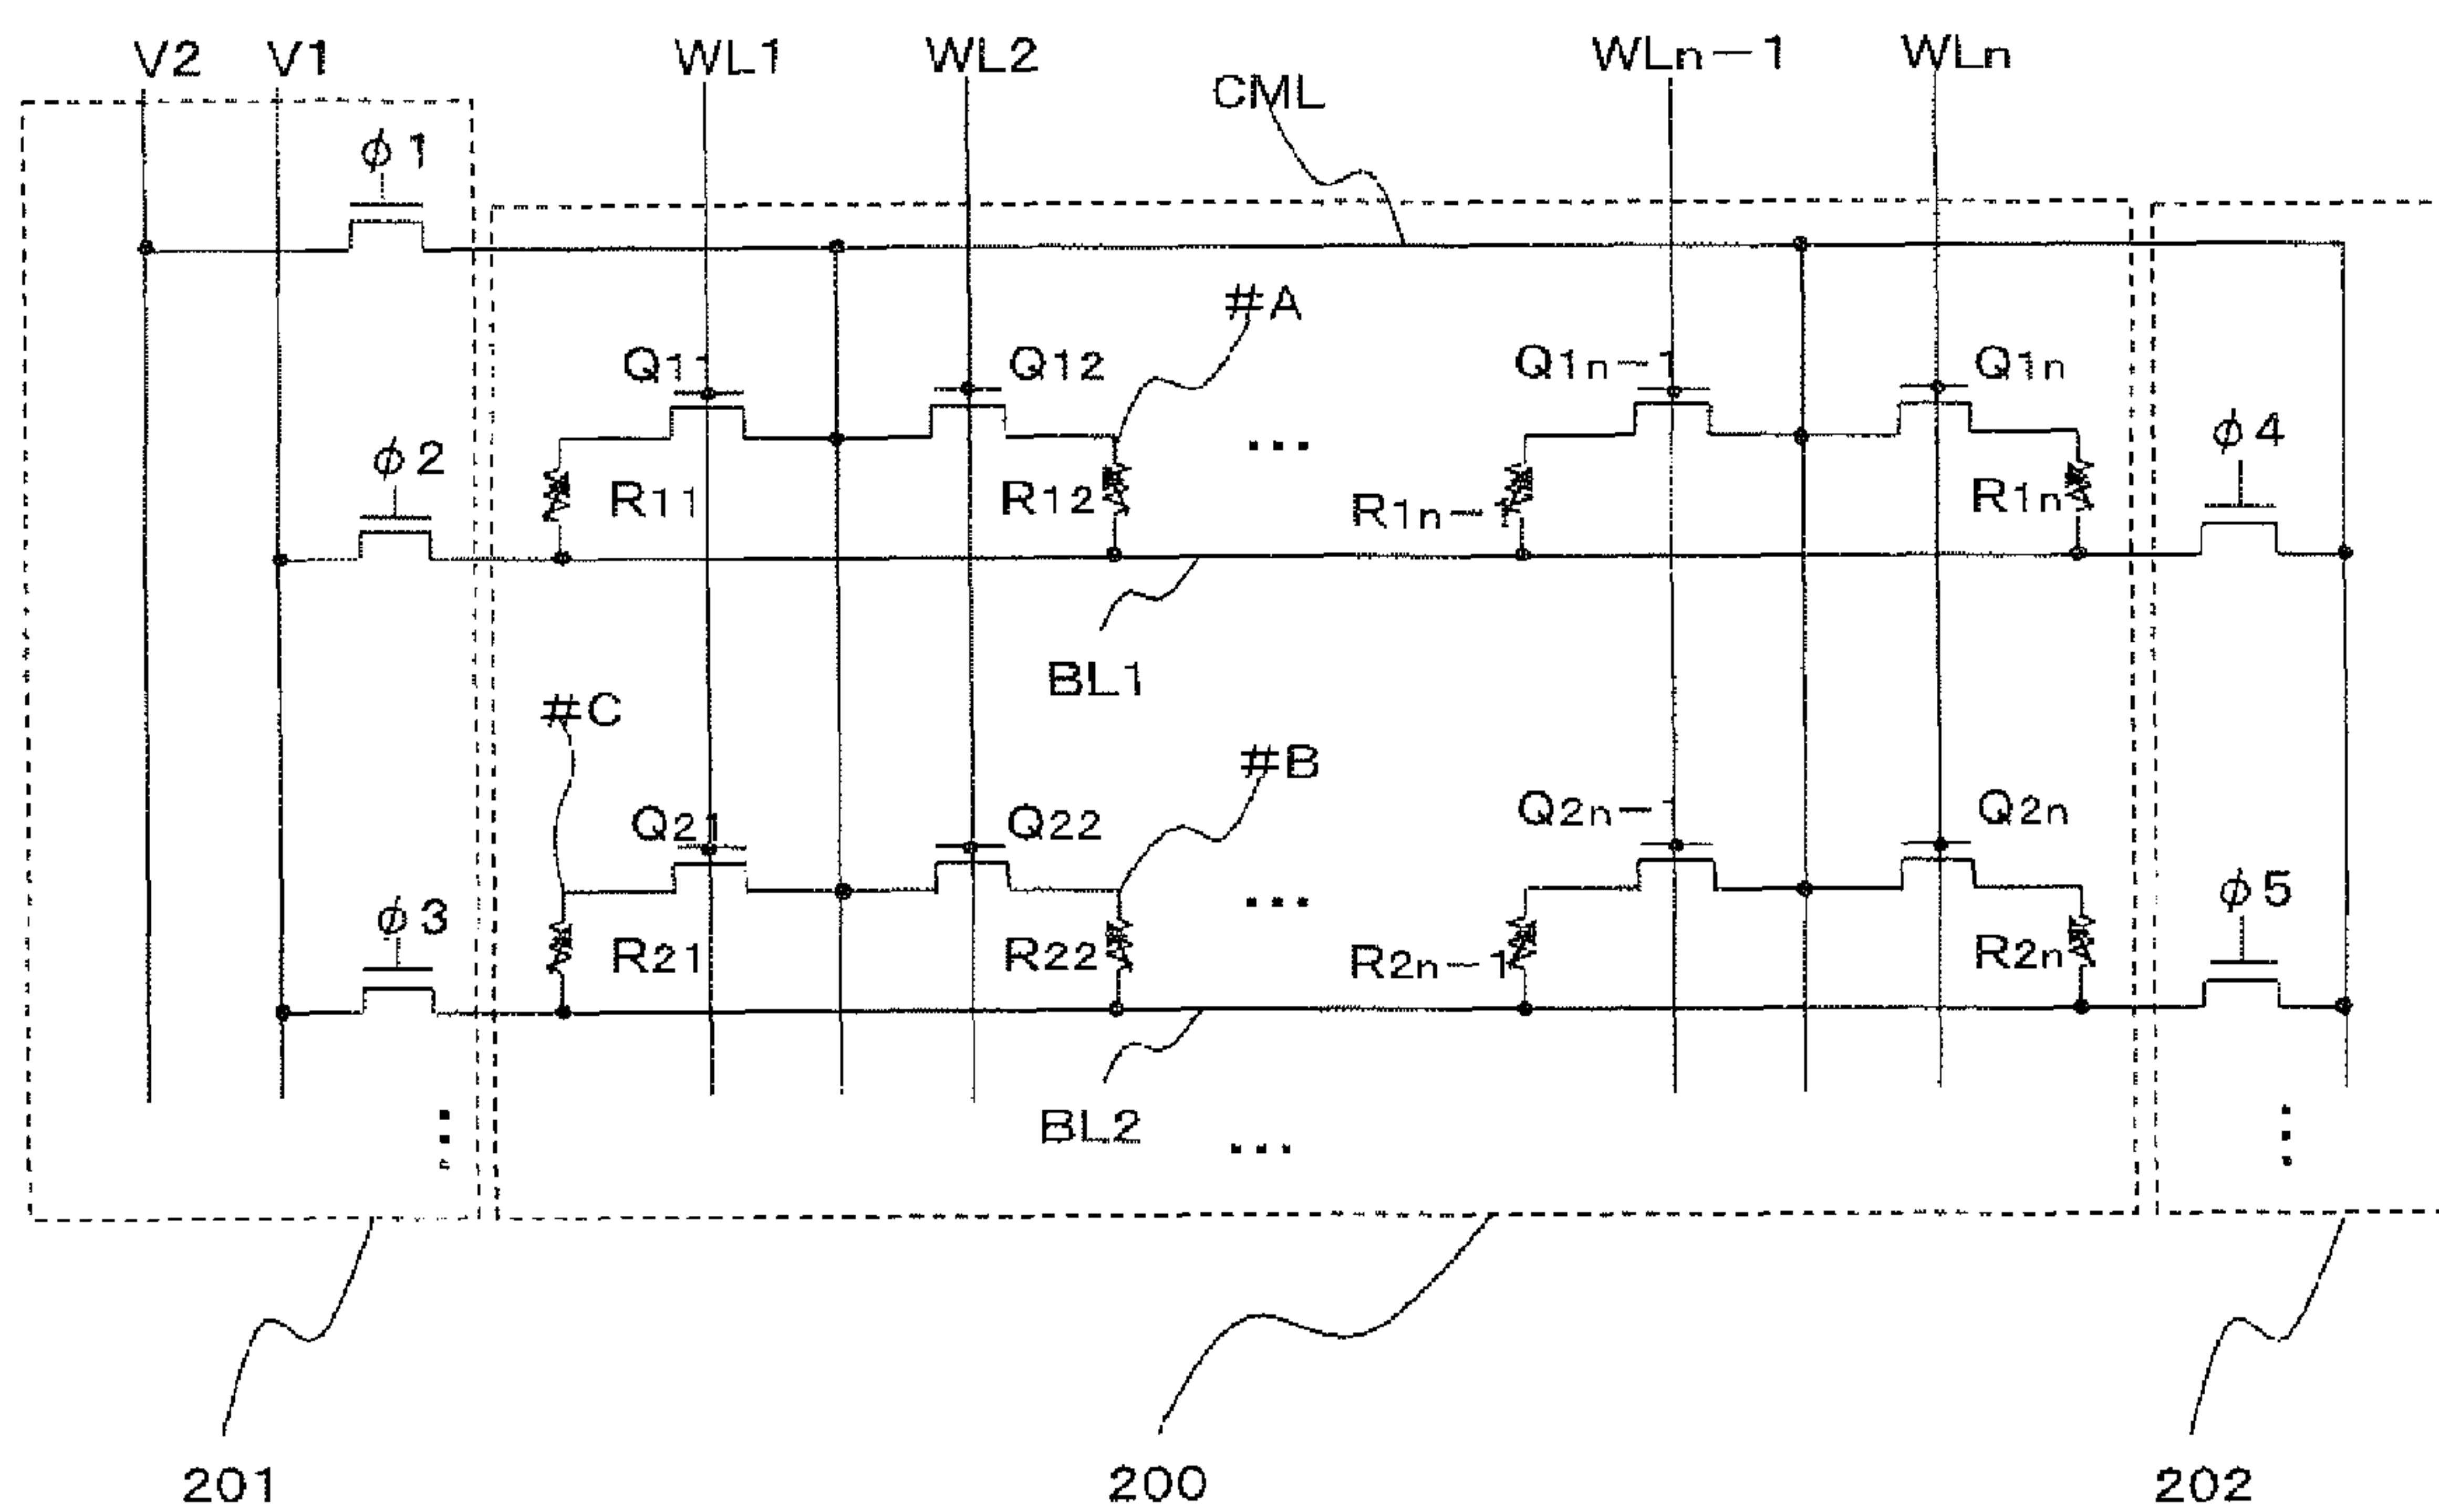 V2 V1 WL1 WL2 CML WLn-1 WLn
ϕ1
#A
Q11 Q12 Q1n-1 Q1n
ϕ2 ϕ4
R11 R12 R1n-1 R1n
BL1
#C
#B
Q21 Q22 Q2n-1 Q2n
ϕ3 ϕ5
R21 R22 R2n-1 R2n
BL2
201 200 202